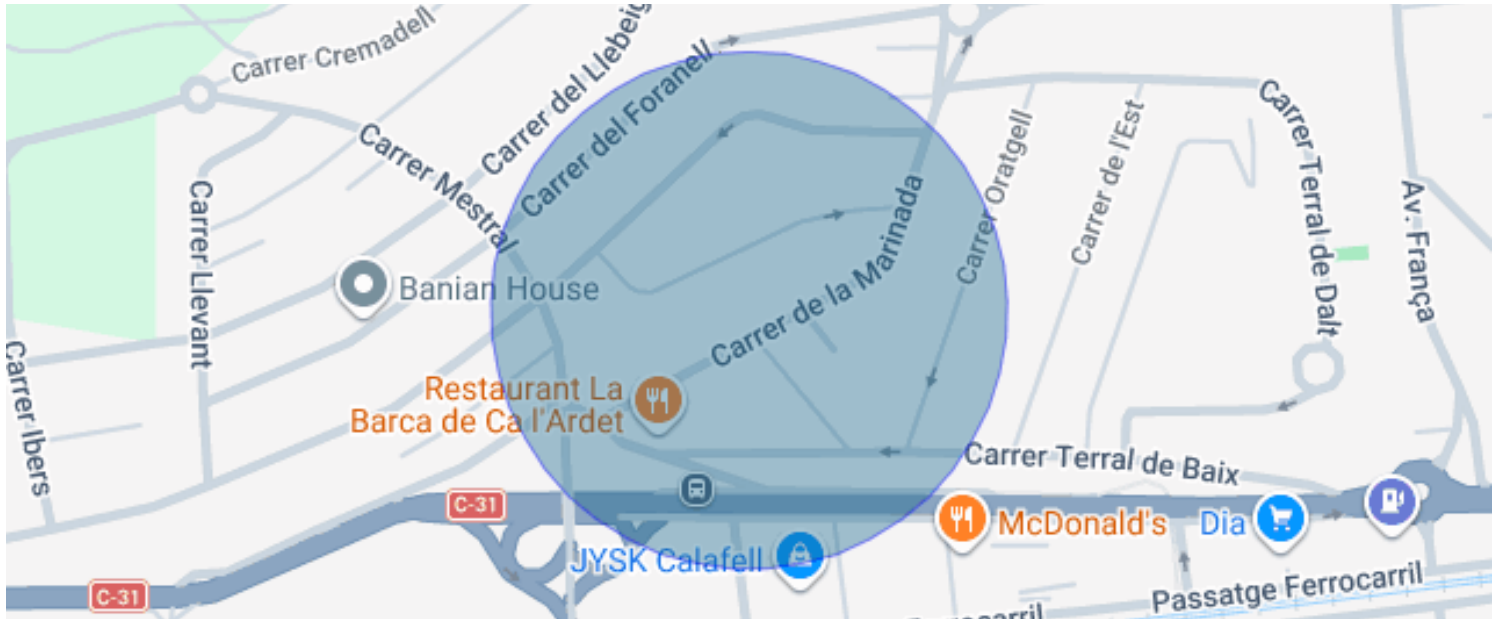 Carrer Cremadell
Carrer del Llebeig
Carrer del Foranell
Carrer Mestral
Carrer Llevant
Carrer Ibers
Banian House
Restaurant La
Barca de Ca l'Ardet
Carrer de la Marinada
Carrer Oratgell
Carrer de l'Est
Carrer Terral de Dalt
Av. França
Carrer Terral de Baix
C-31
McDonald's
Dia
JYSK Calafell
C-31
Passatge Ferrocarril